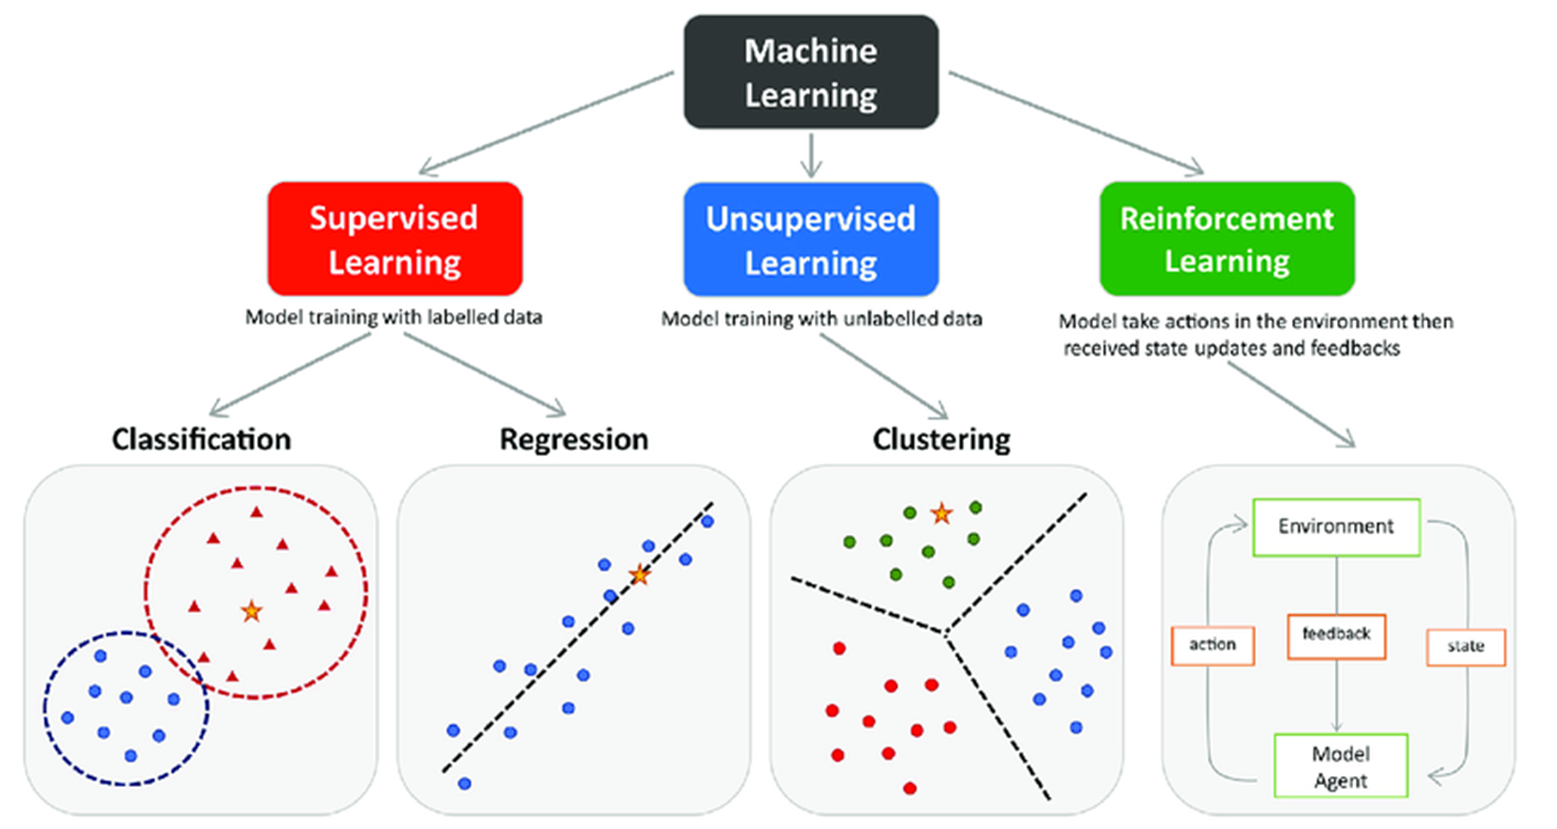 Machine
Learning
Supervised
Learning
Unsupervised
Learning
Reinforcement
Learning
Model training with labelled data
Model training with unlabelled data
Model take actions in the environment then
received state updates and feedbacks
Classification
Regression
Clustering
Environment
action
feedback
state
Model
Agent